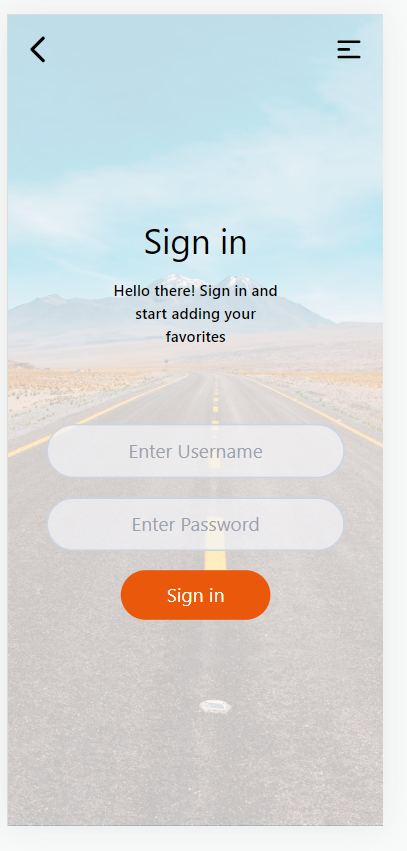 Sign in
Hello there! Sign in and
start adding your
favorites
Enter Username
Enter Password
Sign in